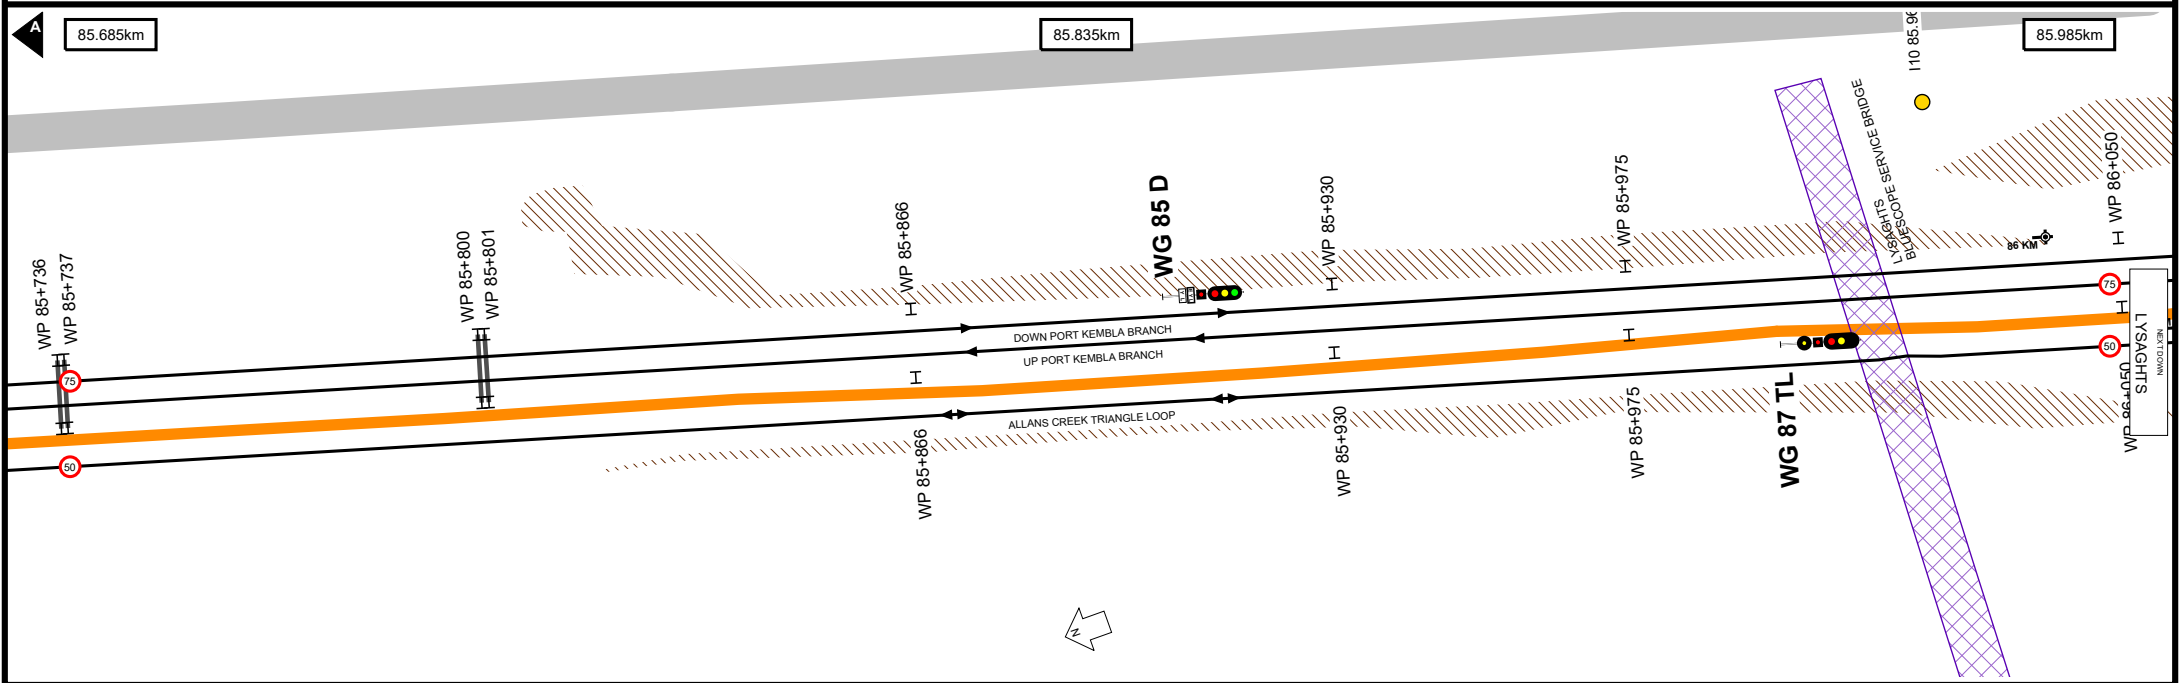 A
85.685km
85.835km
85.985km
WP 85+736
WP 85+737
WP 85+800
WP 85+801
WP 85+866
WG 85 D
WP 85+930
WP 85+975
LYSAGHTS
BLUESCOPE SERVICE BRIDGE
I10 85.96
86 KM
WP 86+050
DOWN PORT KEMBLA BRANCH
UP PORT KEMBLA BRANCH
ALLANS CREEK TRIANGLE LOOP
75
50
75
50
WP 85+866
WP 85+930
WP 85+975
WG 87 TL
WP 86+050
LYSAGHTS
NEXT DOWN
N